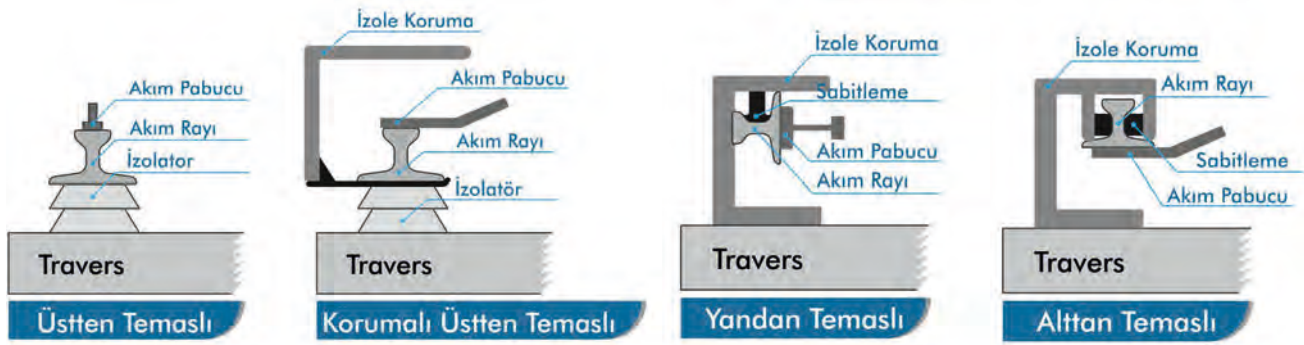 Akım Pabucu
Akım Rayı
İzolator
Travers
Üstten Temaslı
İzole Koruma
Akım Pabucu
Akım Rayı
İzolatör
Travers
Korumalı Üstten Temaslı
İzole Koruma
Sabitleme
Akım Pabucu
Akım Rayı
Travers
Yandan Temaslı
İzole Koruma
Akım Rayı
Sabitleme
Akım Pabucu
Travers
Alttan Temaslı